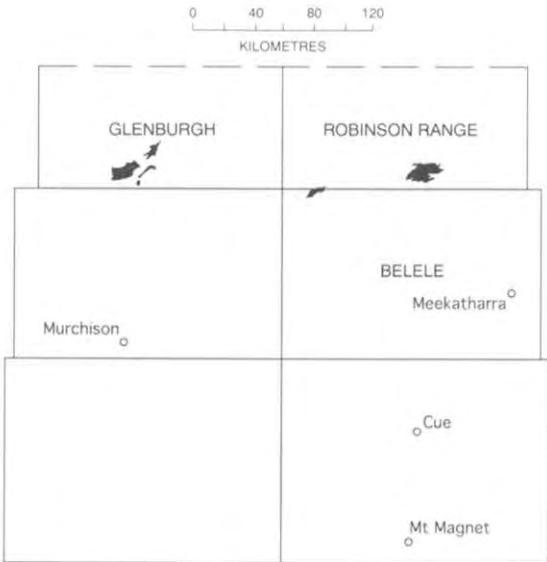 0 40 80 120
KILOMETRES
GLENBURGH ROBINSON RANGE
BELELE
Meekatharra
Murchison
Cue
Mt Magnet